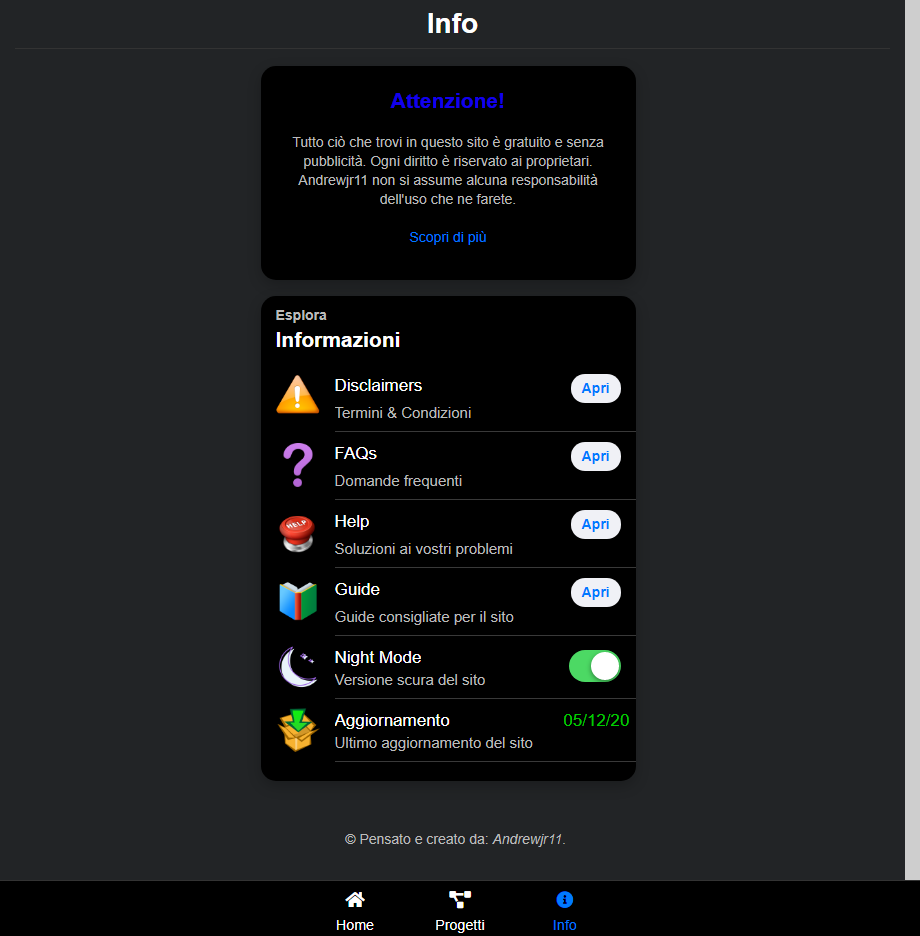 Info
Attenzione!
Tutto ciò che trovi in questo sito è gratuito e senza
pubblicità. Ogni diritto è riservato ai proprietari.
Andrewjr11 non si assume alcuna responsabilità
dell'uso che ne farete.
Scopri di più
Esplora
Informazioni
Disclaimers
Apri
Termini & Condizioni
FAQs
Apri
Domande frequenti
Help
Apri
HELP
Soluzioni ai vostri problemi
Guide
Apri
Guide consigliate per il sito
Night Mode
Versione scura del sito
Aggiornamento
05/12/20
Ultimo aggiornamento del sito
© Pensato e creato da: Andrewjr11.
Home
Progetti
Info